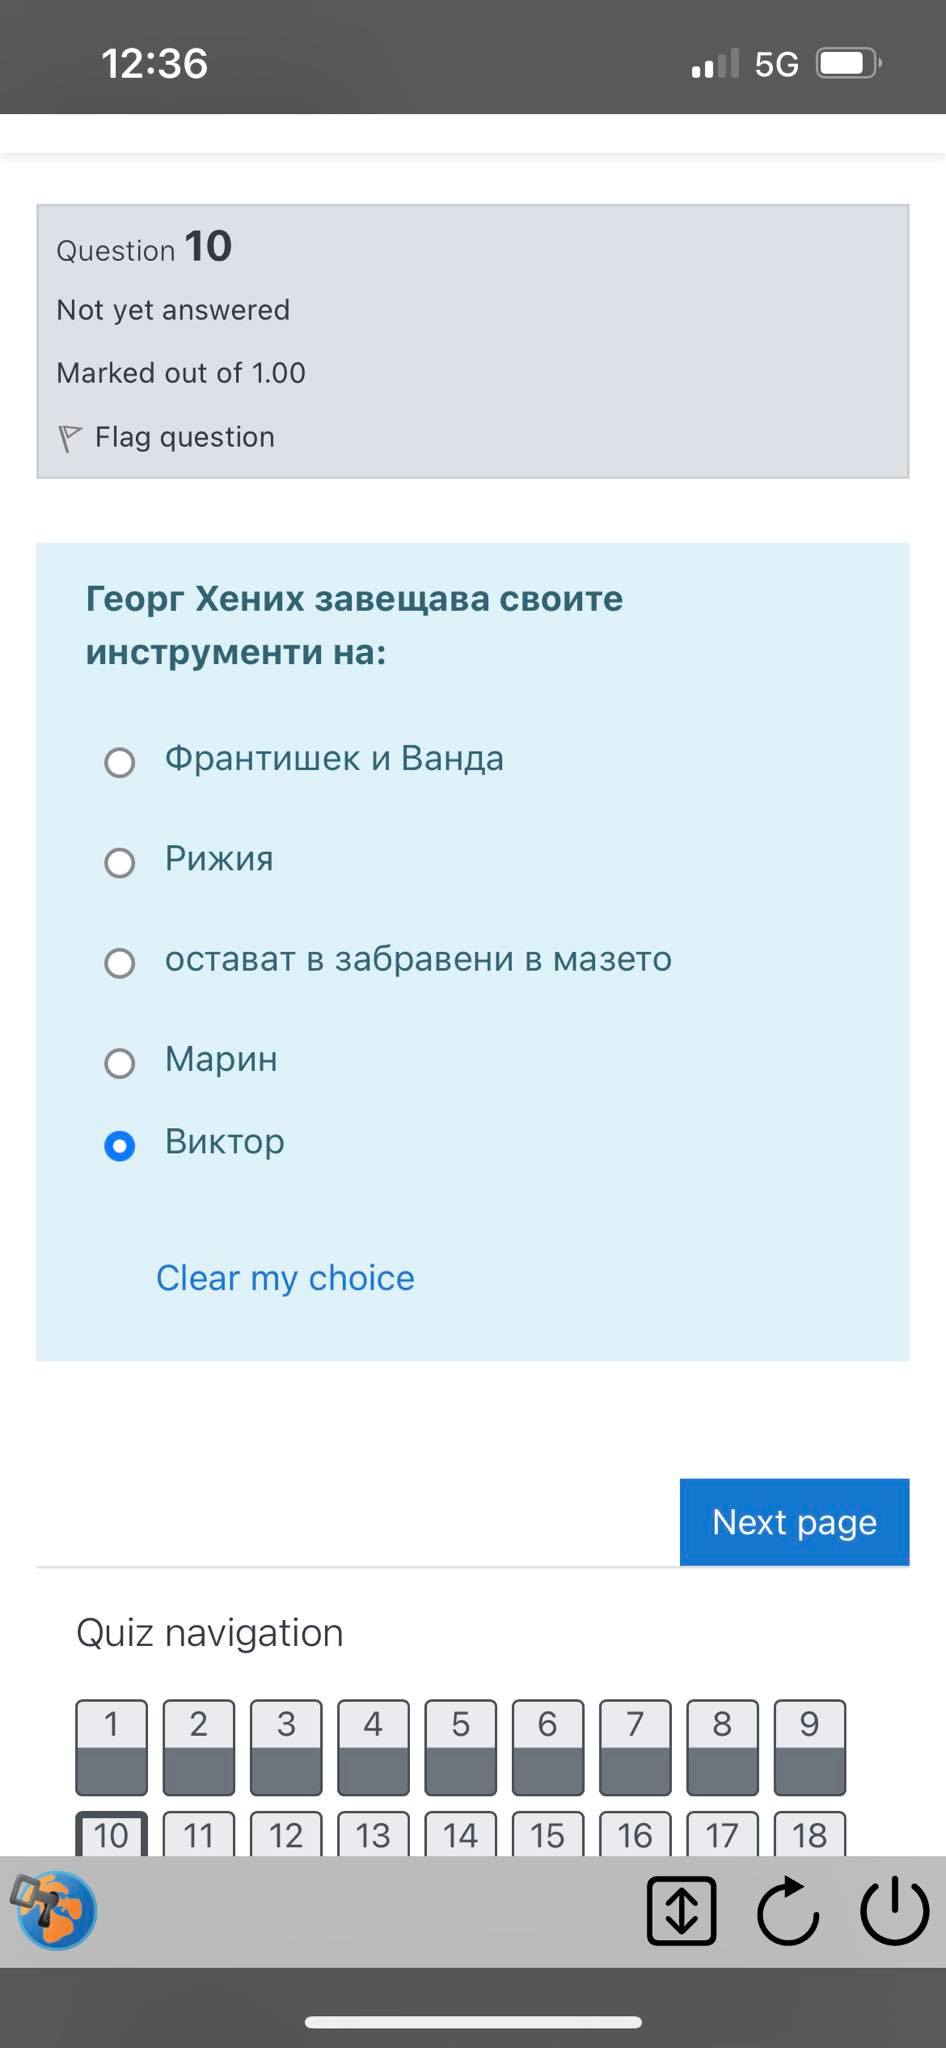 12:36
5G
Question 10
Not yet answered
Marked out of 1.00
Flag question
Георг Хених завещава своите
инструменти на:
Франтишек и Ванда
Рижия
остават в забравени в мазето
Марин
Виктор
Clear my choice
Next page
Quiz navigation
1 2 3 4 5 6 7 8 9
10 11 12 13 14 15 16 17 18